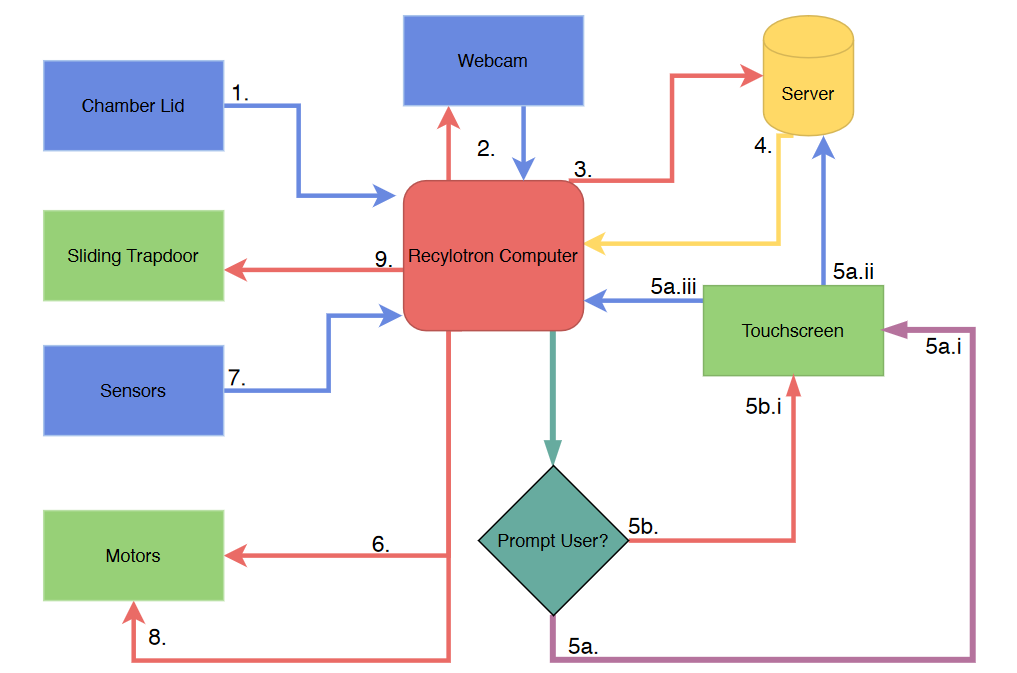 Webcam
Server
Chamber Lid
1.
2.
3.
4.
Sliding Trapdoor
9.
Recylotron Computer
5a.iii
5a.ii
Touchscreen
5a.i
Sensors
7.
5b.i
Prompt User?
5b.
Motors
6.
8.
5a.